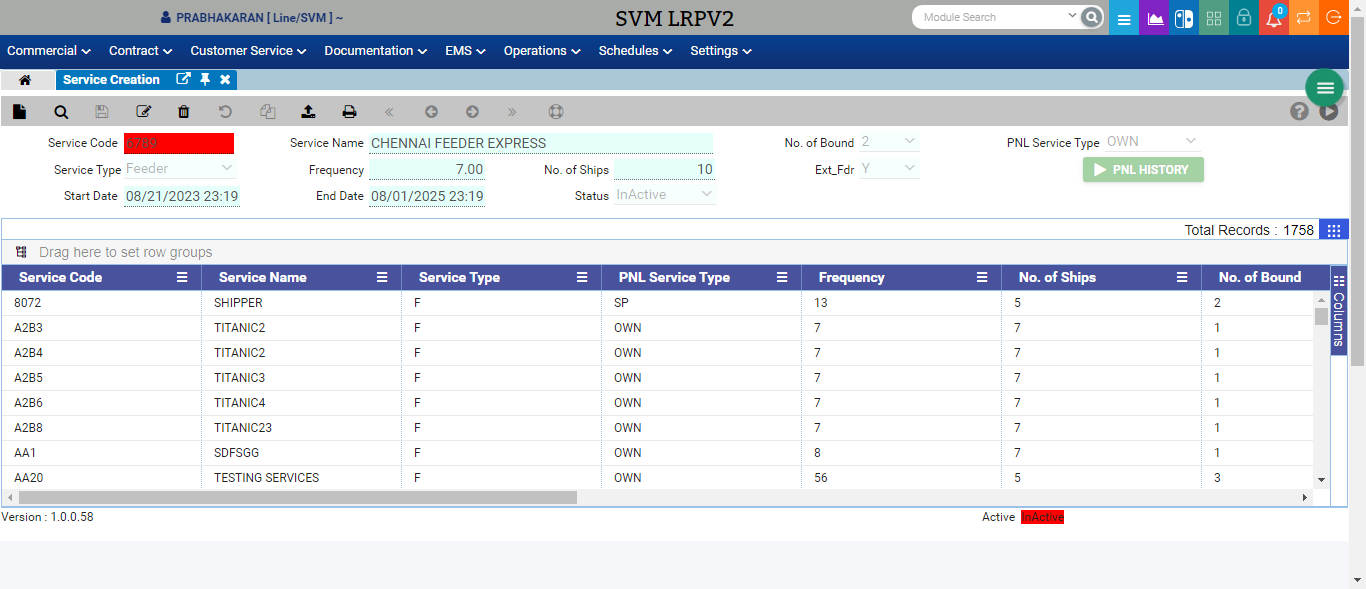 PRABHAKARAN [ Line/SVM ] ~ SVM LRPV2 Module Search 0
Commercial Contract Customer Service Documentation EMS Operations Schedules Settings
Service Creation
Service Code 6789 Service Name CHENNAI FEEDER EXPRESS No. of Bound 2 PNL Service Type OWN
Service Type Feeder Frequency 7.00 No. of Ships 10 Ext_Fdr Y PNL HISTORY
Start Date 08/21/2023 23:19 End Date 08/01/2025 23:19 Status InActive
Total Records : 1758
Drag here to set row groups
Service Code Service Name Service Type PNL Service Type Frequency No. of Ships No. of Bound
Columns
8072 SHIPPER F SP 13 5 2
A2B3 TITANIC2 F OWN 7 7 1
A2B4 TITANIC2 F OWN 7 7 1
A2B5 TITANIC3 F OWN 7 7 1
A2B6 TITANIC4 F OWN 7 7 1
A2B8 TITANIC23 F OWN 7 7 1
AA1 SDFSGG F OWN 8 7 1
AA20 TESTING SERVICES F OWN 56 5 3
Version : 1.0.0.58 Active InActive